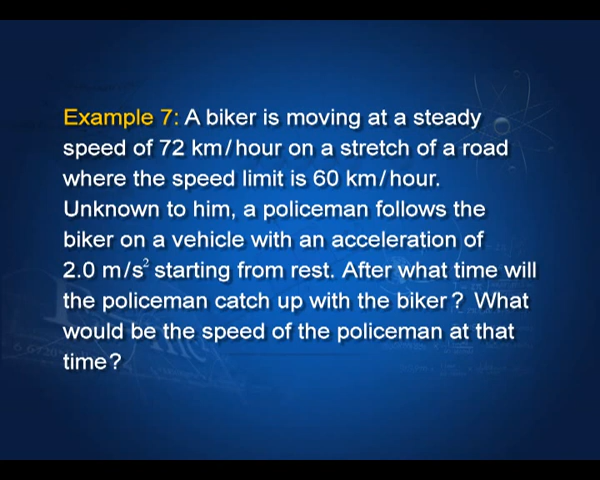 Example 7: A biker is moving at a steady
speed of 72 km/hour on a stretch of a road
where the speed limit is 60 km/hour.
Unknown to him, a policeman follows the
biker on a vehicle with an acceleration of
2.0 m/s² starting from rest. After what time will
the policeman catch up with the biker? What
would be the speed of the policeman at that
time?